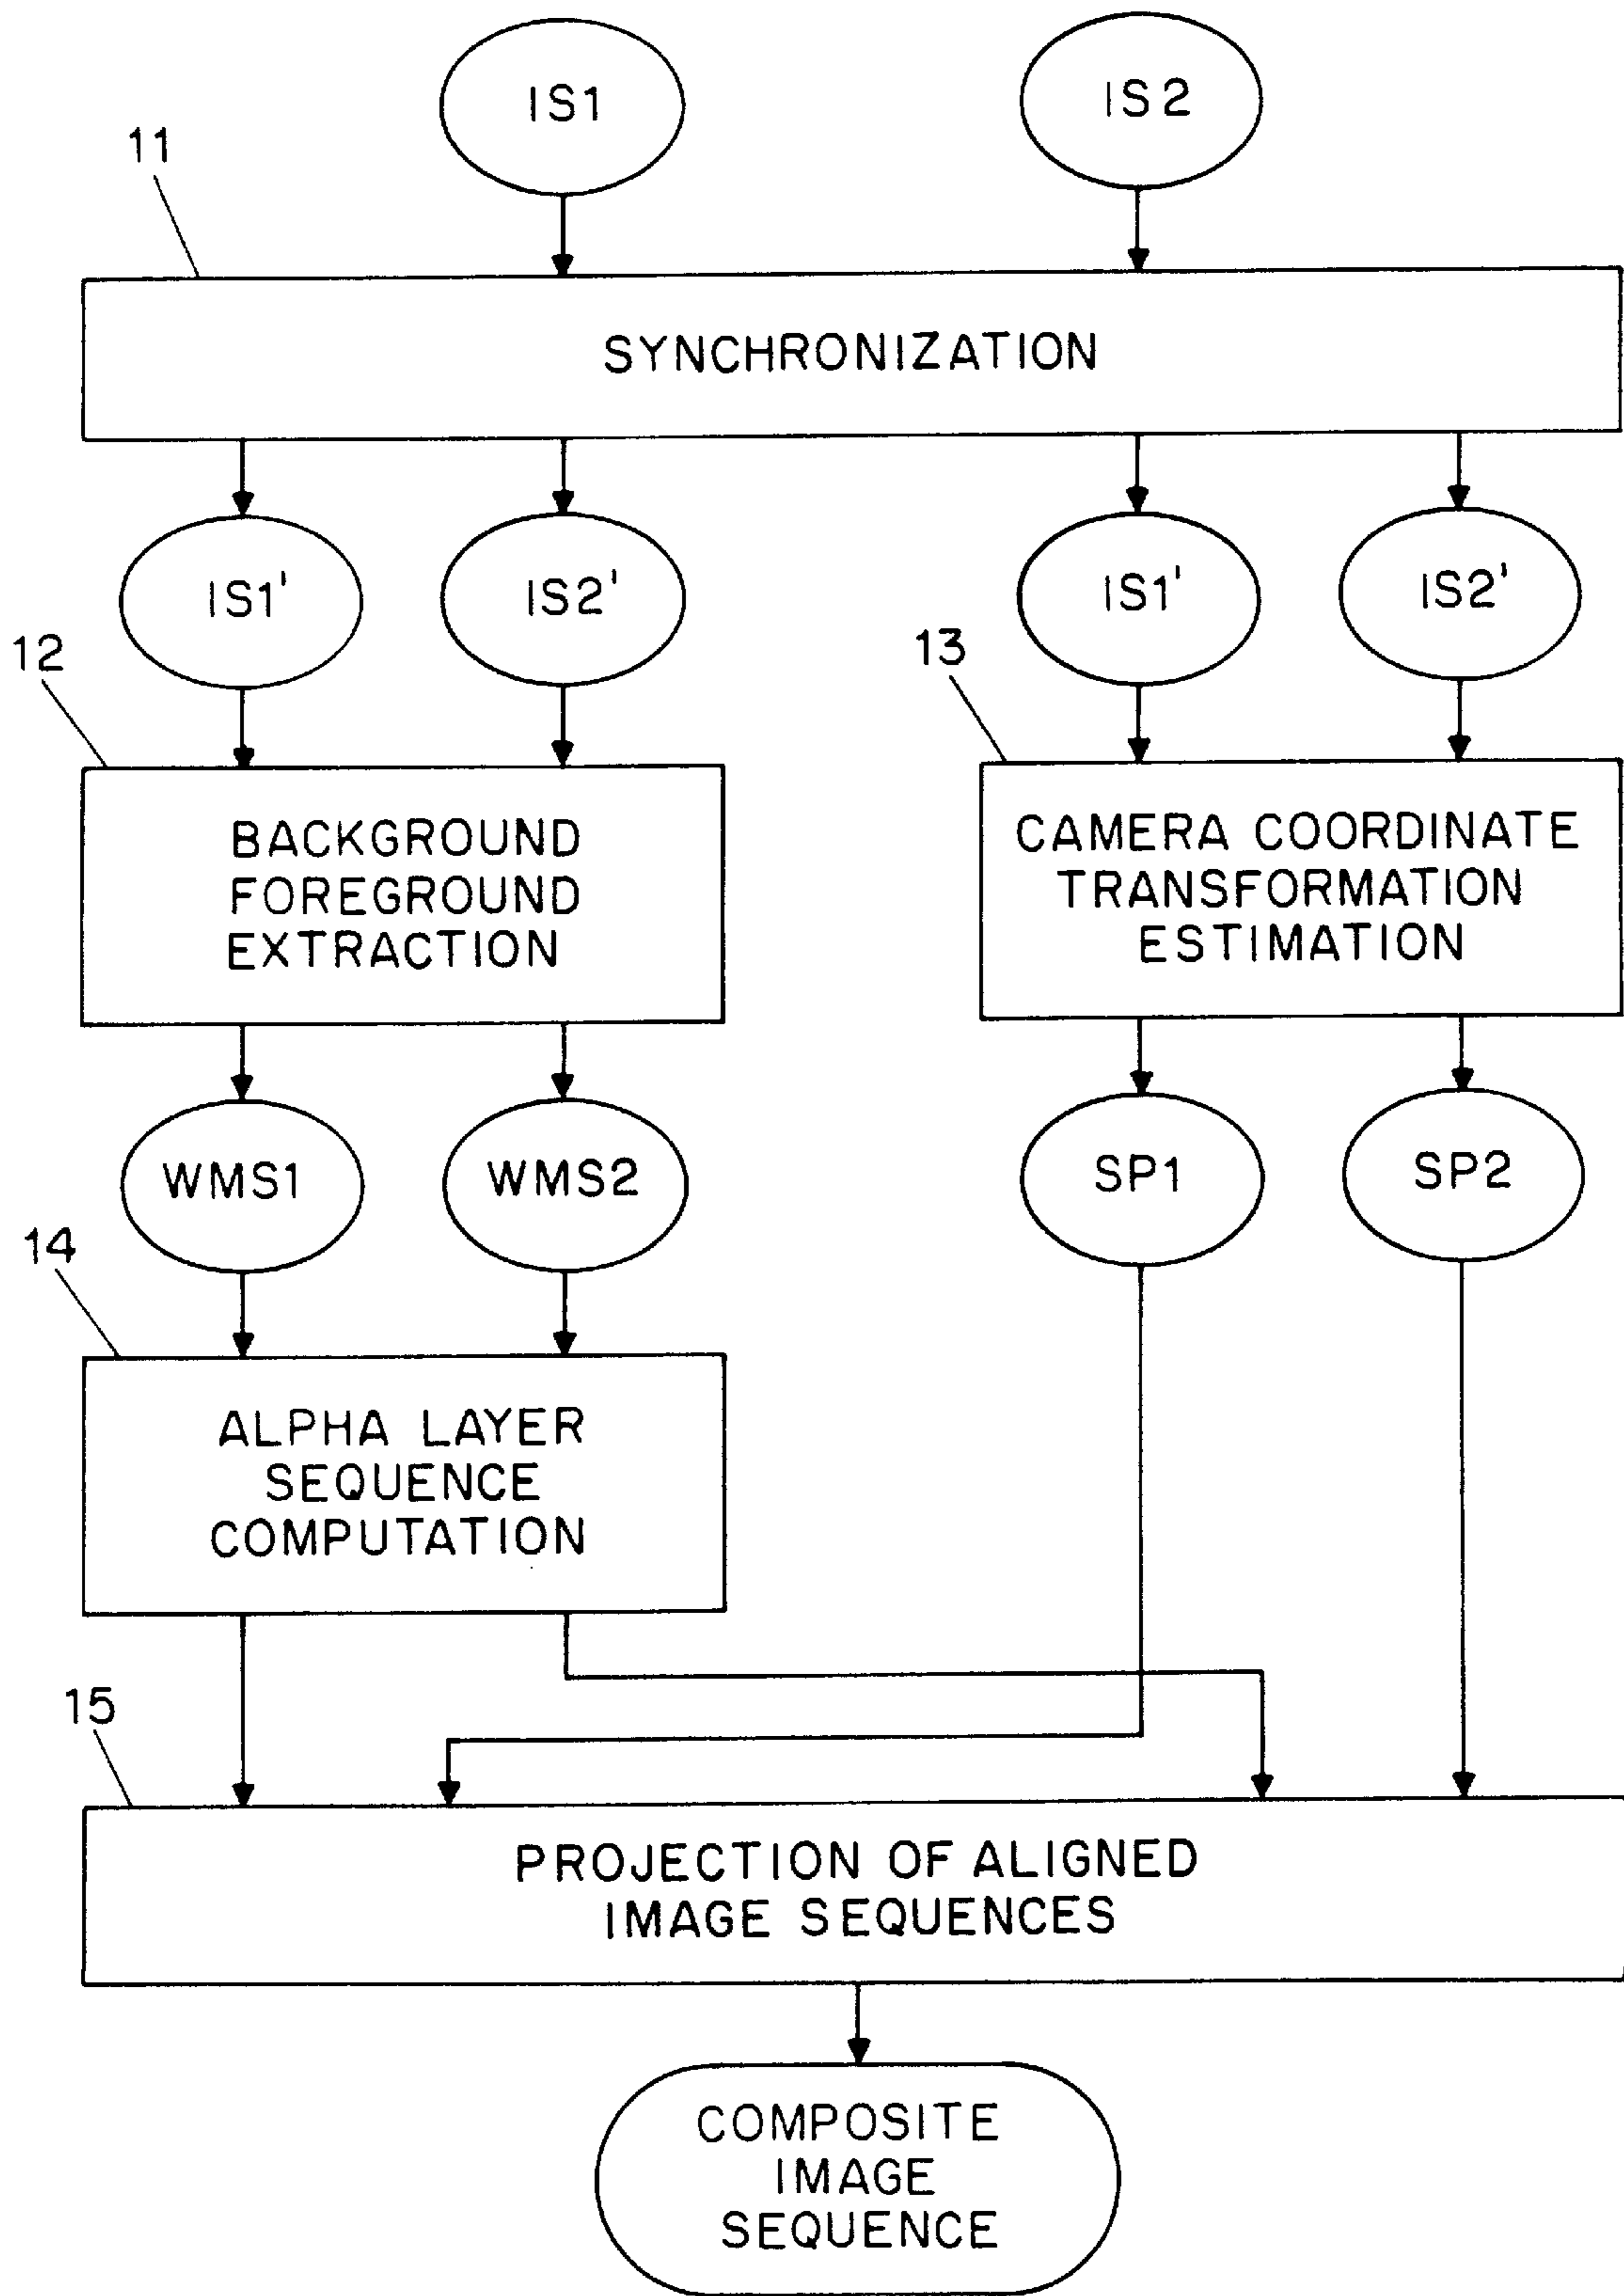 IS1
IS2
11
SYNCHRONIZATION
IS1'
IS2'
IS1'
IS2'
12
13
BACKGROUND
FOREGROUND
EXTRACTION
CAMERA COORDINATE
TRANSFORMATION
ESTIMATION
WMS1
WMS2
SP1
SP2
14
ALPHA LAYER
SEQUENCE
COMPUTATION
15
PROJECTION OF ALIGNED
IMAGE SEQUENCES
COMPOSITE
IMAGE
SEQUENCE